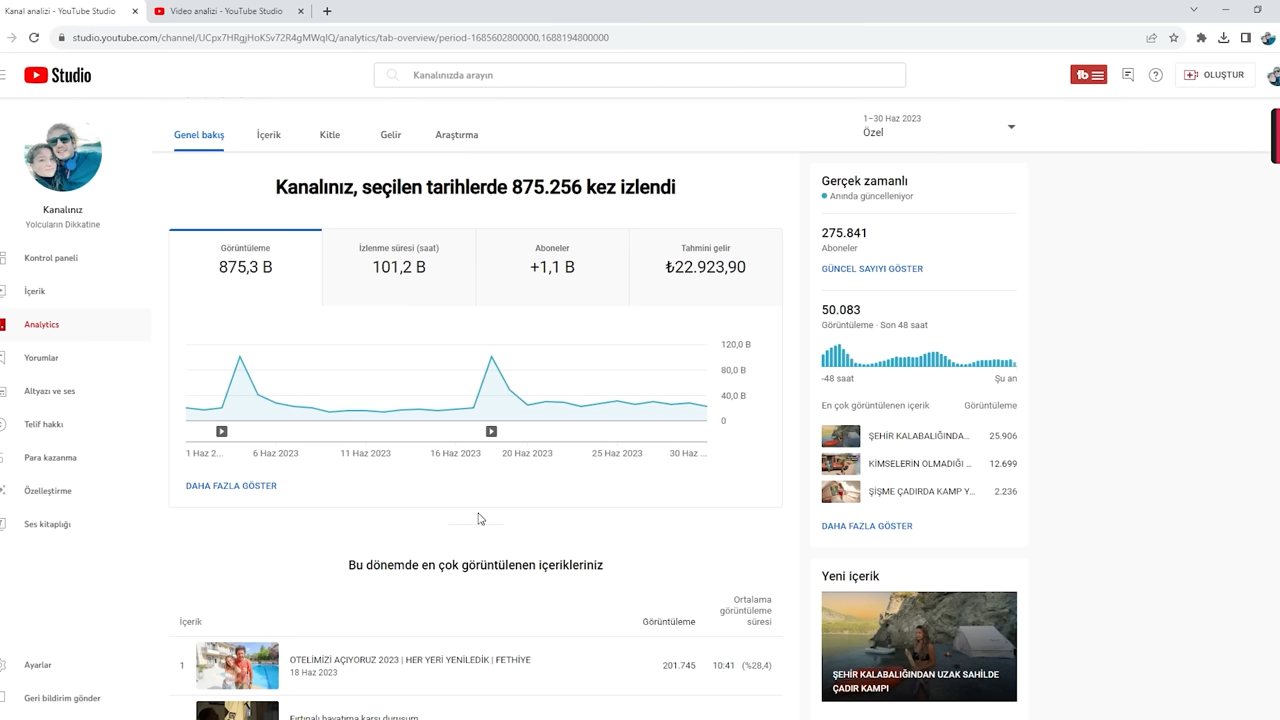 Kanal analizi - YouTube Studio
Video analizi - YouTube Studio
studio.youtube.com/channel/UCpx7HRgjHoKSv72R4gMWqIQ/analytics/tab-overview/period-1685602800000,1688194800000
Studio
Kanalınızda arayın
OLUŞTUR
Kanalınız
Yolcuların Dikkatine
Kontrol paneli
İçerik
Analytics
Yorumlar
Altyazı ve ses
Telif hakkı
Para kazanma
Özelleştirme
Ses kitaplığı
Ayarlar
Geri bildirim gönder
Genel bakış
İçerik
Kitle
Gelir
Araştırma
1–30 Haz 2023
Özel
Kanalınız, seçilen tarihlerde 875.256 kez izlendi
Görüntüleme
875,3 B
İzlenme süresi (saat)
101,2 B
Aboneler
+1,1 B
Tahmini gelir
₺22.923,90
120,0 B
80,0 B
40,0 B
0
1 Haz 2...
6 Haz 2023
11 Haz 2023
16 Haz 2023
20 Haz 2023
25 Haz 2023
30 Haz ...
DAHA FAZLA GÖSTER
Bu dönemde en çok görüntülenen içerikleriniz
İçerik
Görüntüleme
Ortalama
görüntüleme
süresi
1
OTELİMİZİ AÇIYORUZ 2023 | HER YERİ YENİLEDİK | FETHİYE
18 Haz 2023
201.745
10:41 (%28,4)
Fırtınalı hayatıma karşı duruşum
Gerçek zamanlı
Anında güncelleniyor
275.841
Aboneler
GÜNCEL SAYIYI GÖSTER
50.083
Görüntüleme · Son 48 saat
-48 saat
Şu an
En çok görüntülenen içerik
Görüntüleme
ŞEHİR KALABALIĞINDA...
25.906
KİMSELERİN OLMADIĞI ...
12.699
ŞİŞME ÇADIRDA KAMP Y...
2.236
DAHA FAZLA GÖSTER
Yeni içerik
ŞEHİR KALABALIĞINDAN UZAK SAHİLDE
ÇADIR KAMPI